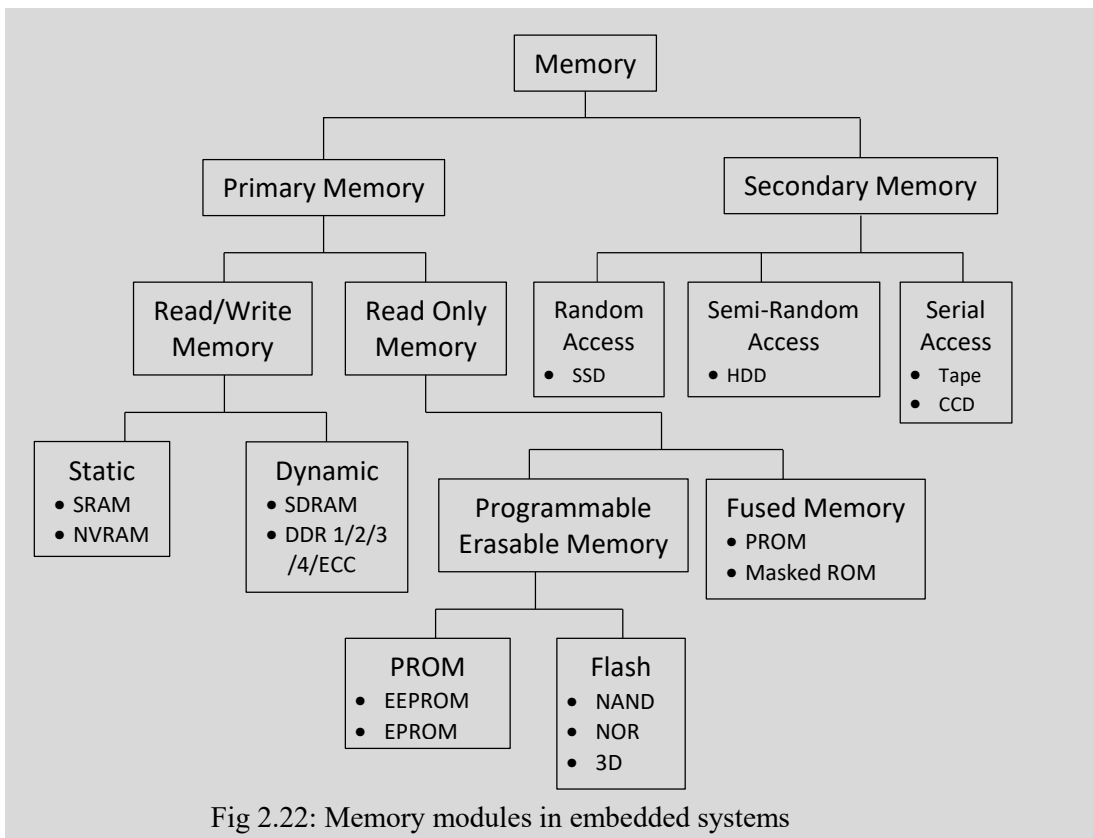 Memory
Primary Memory
Secondary Memory
Read/Write
Memory
Read Only
Memory
Random
Access
• SSD
Semi-Random
Access
• HDD
Serial
Access
• Tape
• CCD
Static
• SRAM
• NVRAM
Dynamic
• SDRAM
• DDR 1/2/3
/4/ECC
Programmable
Erasable Memory
Fused Memory
• PROM
• Masked ROM
PROM
• EEPROM
• EPROM
Flash
• NAND
• NOR
• 3D
Fig 2.22: Memory modules in embedded systems